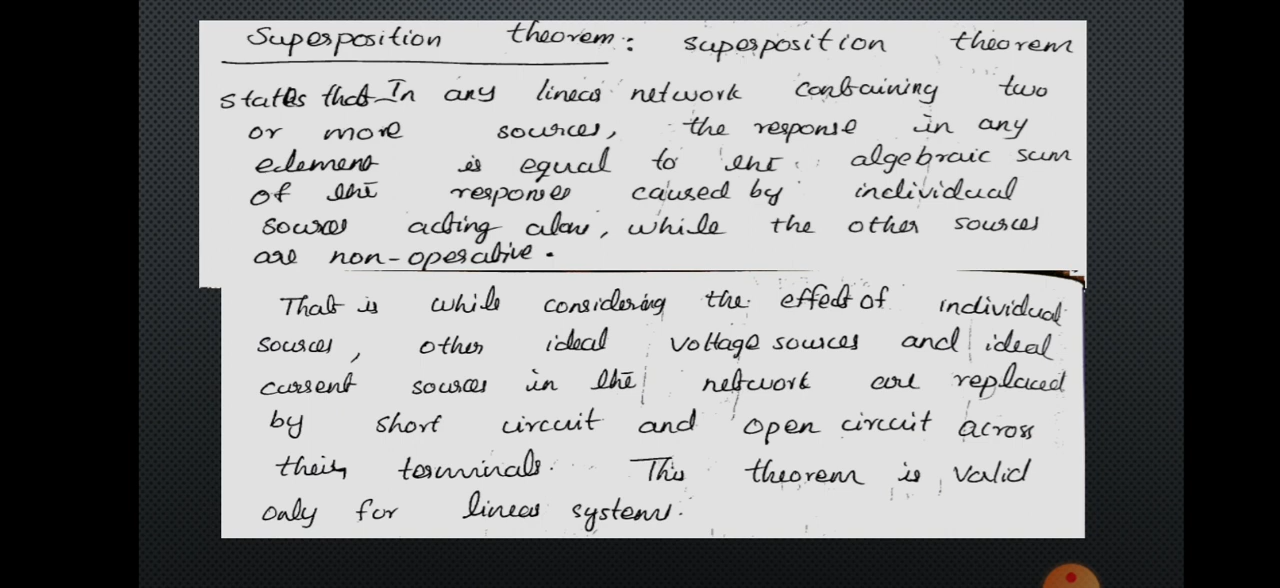 Superposition theorem: superposition theorem
states that In any linear network containing two
or more sources, the response in any
element is equal to the algebraic sum
of the responses caused by individual
sources acting alone, while the other sources
are non-operative.
That is while considering the effect of individual
sources, other ideal voltage sources and ideal
current sources in the network are replaced
by short circuit and open circuit across
their terminals. This theorem is valid
only for linear systems.